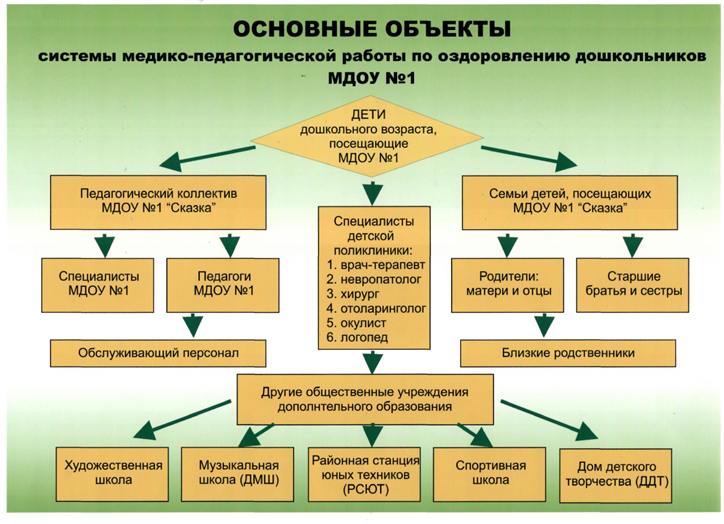 ОСНОВНЫЕ ОБЪЕКТЫ
системы медико-педагогической работы по оздоровлению дошкольников
МДОУ №1
ДЕТИ
дошкольного возраста,
посещающие
МДОУ №1
Педагогический коллектив
МДОУ №1 "Сказка"
Семьи детей, посещающих
МДОУ №1 "Сказка"
Специалисты
детской
поликлиники:
1. врач-терапевт
2. невропатолог
3. хирург
4. отоларинголог
5. окулист
6. логопед
Специалисты
МДОУ №1
Педагоги
МДОУ №1
Родители:
матери и отцы
Старшие
братья и сестры
Обслуживающий персонал
Близкие родственники
Другие общественные учреждения
дополнтельного образования
Художественная
школа
Музыкальная
школа (ДМШ)
Районная станция
юных техников
(РСЮТ)
Спортивная
школа
Дом детского
творчества (ДДТ)